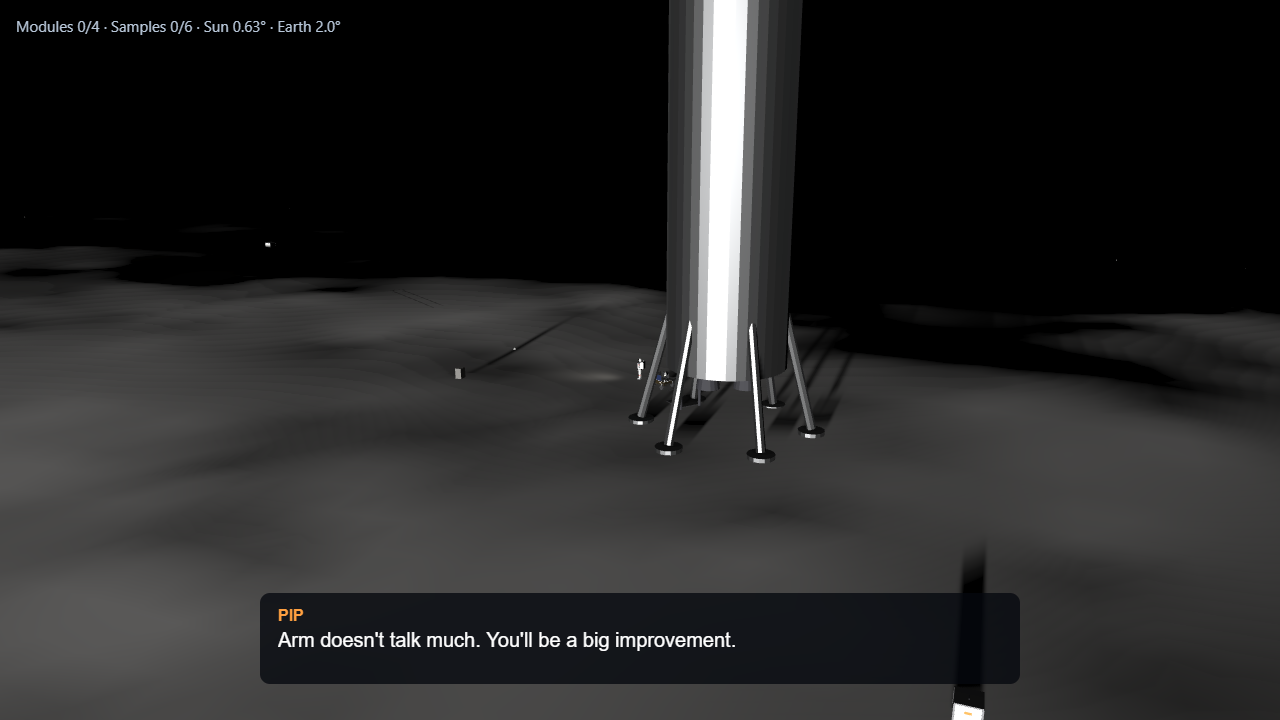 Modules 0/4 · Samples 0/6 · Sun 0.63° · Earth 2.0°
PIP
Arm doesn't talk much. You'll be a big improvement.